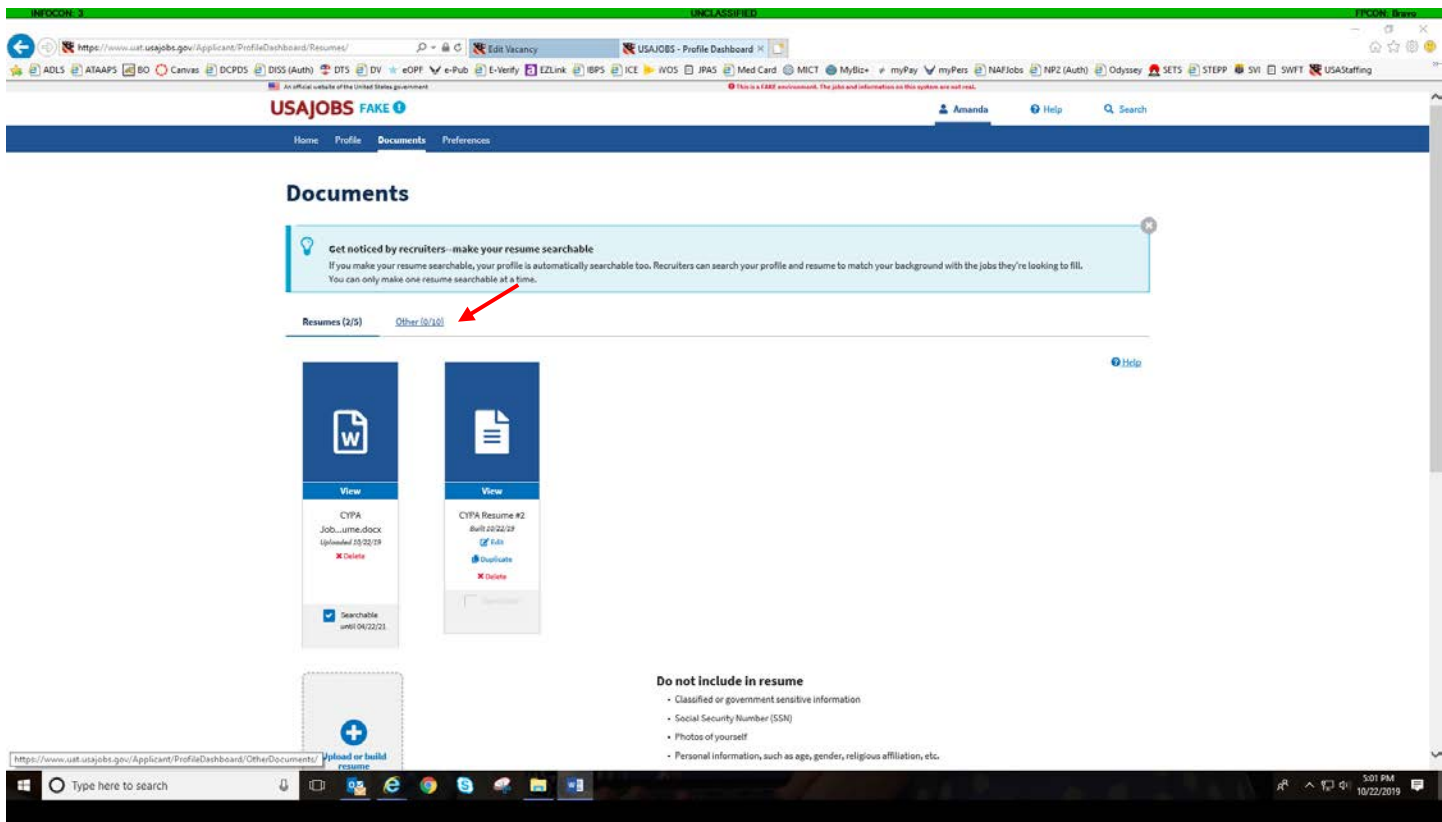 INFOCON: 3 UNCLASSIFIED FPCON: Bravo
https://www.uat.usajobs.gov/Applicant/ProfileDashboard/Resumes/ Edit Vacancy USAJOBS - Profile Dashboard
ADLS ATAAPS BO Canvas DCPDS DISS (Auth) DTS DV eOPF e-Pub E-Verify EZLink IBPS ICE iVOS JPAS Med Card MICT MyBiz+ myPay myPers NAFJobs NP2 (Auth) Odyssey SETS STEPP SVI SWFT USAStaffing
An official website of the United States government This is a FAKE environment. The jobs and information on this system are not real.
USAJOBS FAKE Amanda Help Search
Home Profile Documents Preferences
Documents
Get noticed by recruiters--make your resume searchable
If you make your resume searchable, your profile is automatically searchable too. Recruiters can search your profile and resume to match your background with the jobs they're looking to fill.
You can only make one resume searchable at a time.
Resumes (2/5) Other (0/10)
Help
W
View View
CYPA CYPA Resume #2
Job...ume.docx Built 10/22/19
Uploaded 10/22/19 Edit
Delete Duplicate
Delete
Searchable
until 04/22/21
Do not include in resume
• Classified or government sensitive information
• Social Security Number (SSN)
• Photos of yourself
• Personal information, such as age, gender, religious affiliation, etc.
Upload or build
resume
https://www.uat.usajobs.gov/Applicant/ProfileDashboard/OtherDocuments/
Type here to search 5:01 PM
10/22/2019